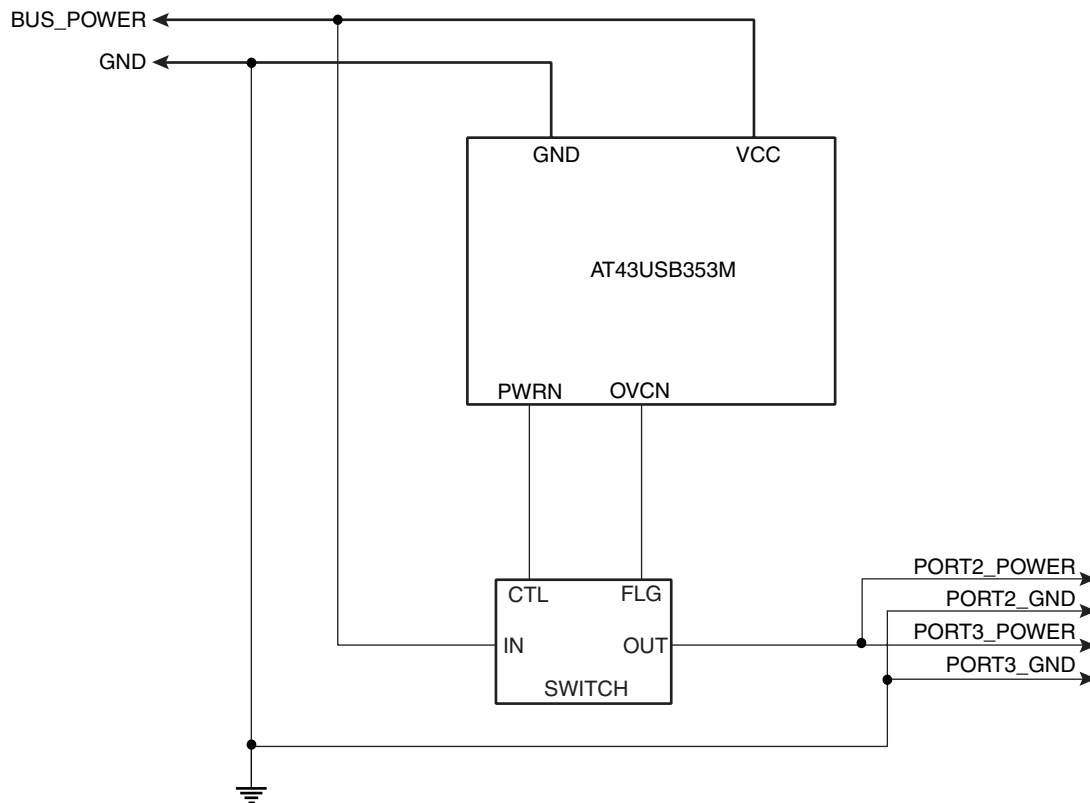 BUS_POWER
GND
GND
VCC
AT43USB353M
PWRN
OVCN
CTL
FLG
IN
OUT
SWITCH
PORT2_POWER
PORT2_GND
PORT3_POWER
PORT3_GND